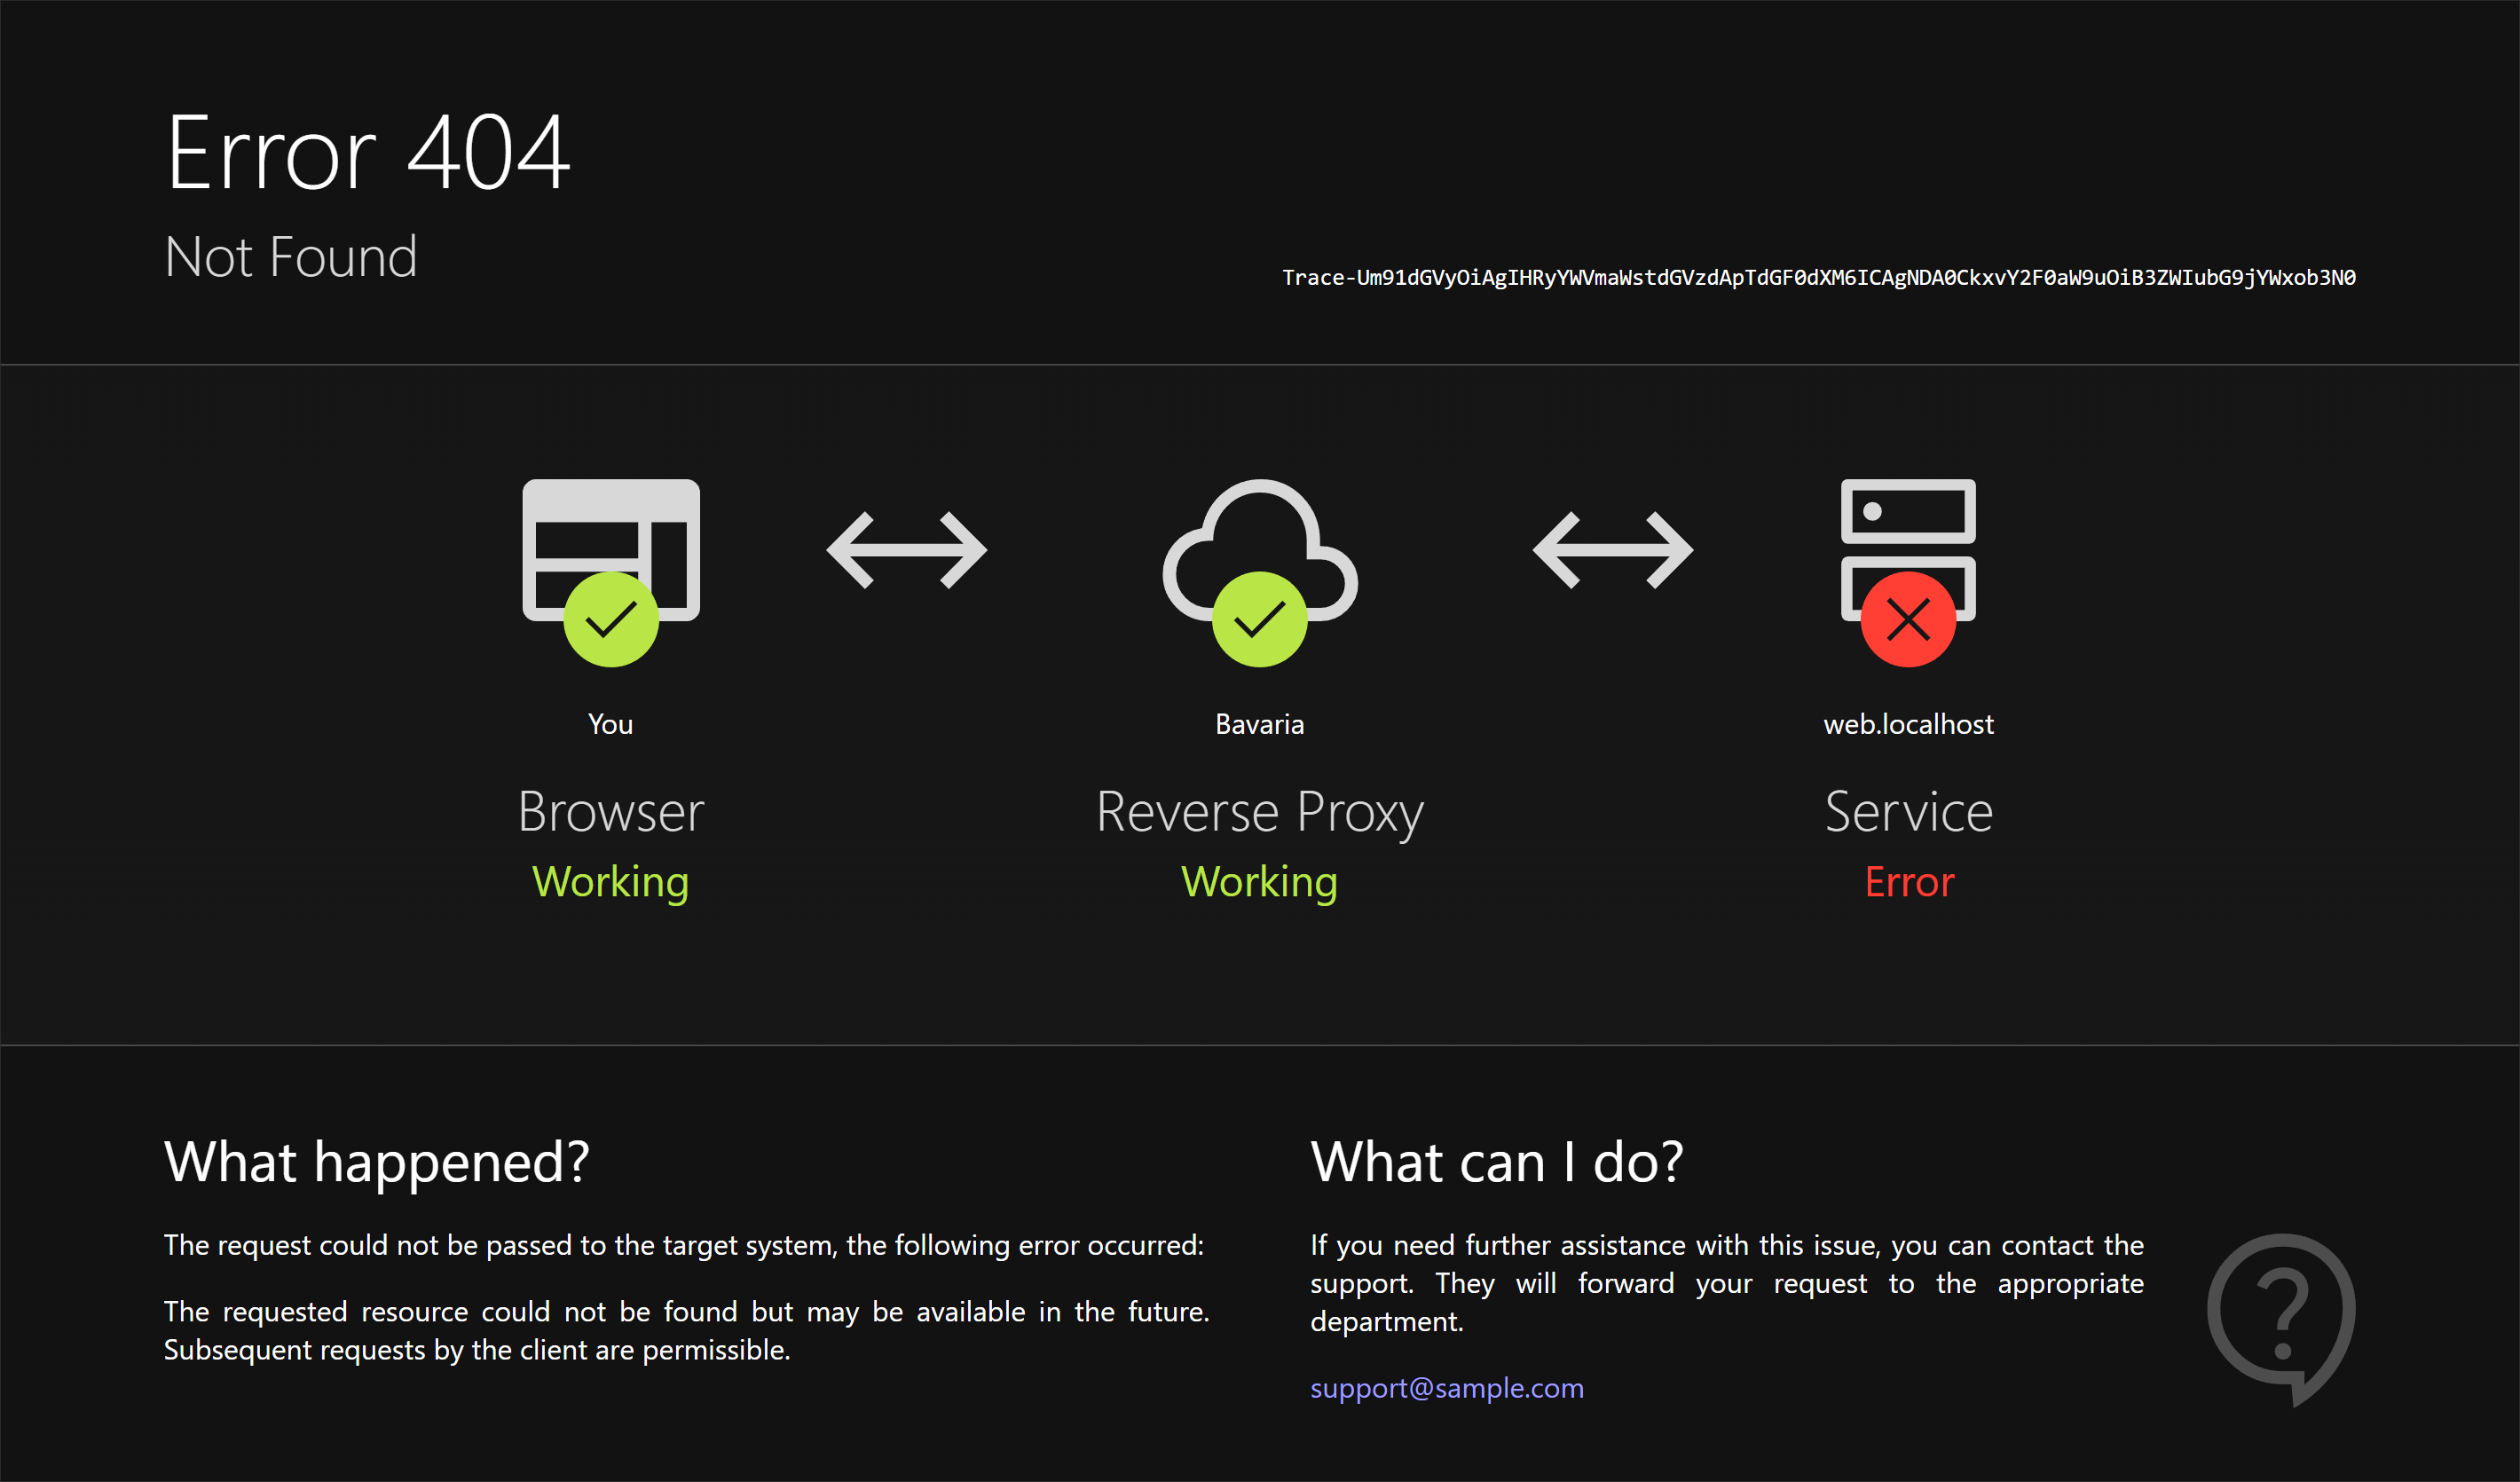 Error 404
Not Found
Trace-Um91dGVyOiAgIHRyYWVmaWstdGVzdApTdGF0dXM6ICAgNDA0CkxvY2F0aW9uOiB3ZWIubG9jYWxob3N0
You
Bavaria
web.localhost
Browser
Reverse Proxy
Service
Working
Working
Error
What happened?
The request could not be passed to the target system, the following error occurred:
The requested resource could not be found but may be available in the future.
Subsequent requests by the client are permissible.
What can I do?
If you need further assistance with this issue, you can contact the
support. They will forward your request to the appropriate
department.
support@sample.com